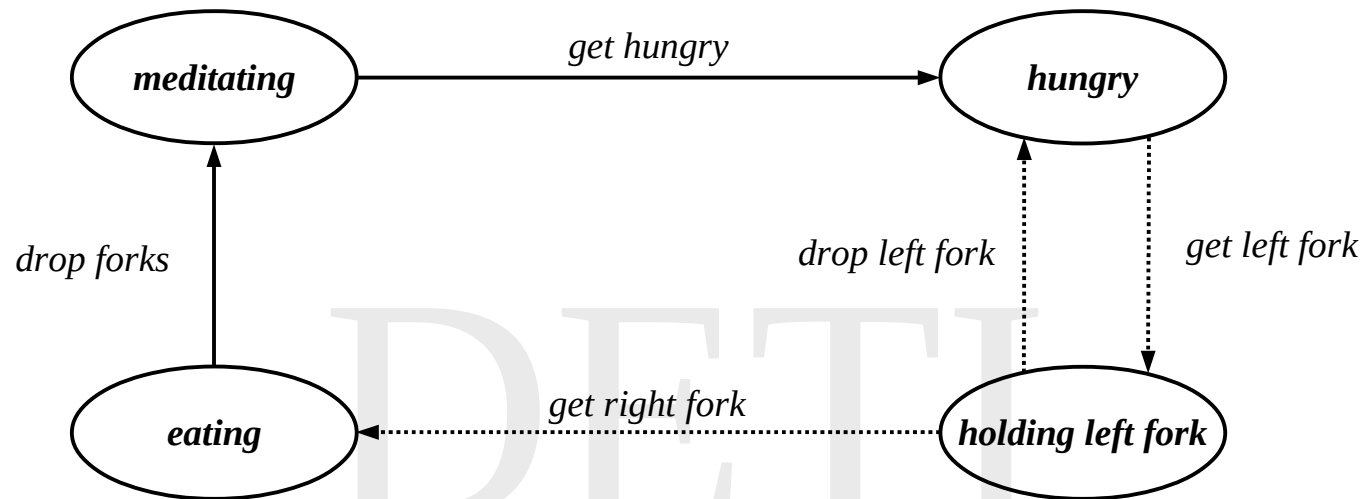 get hungry
meditating
hungry
drop forks
drop left fork
get left fork
get right fork
eating
holding left fork
DETI